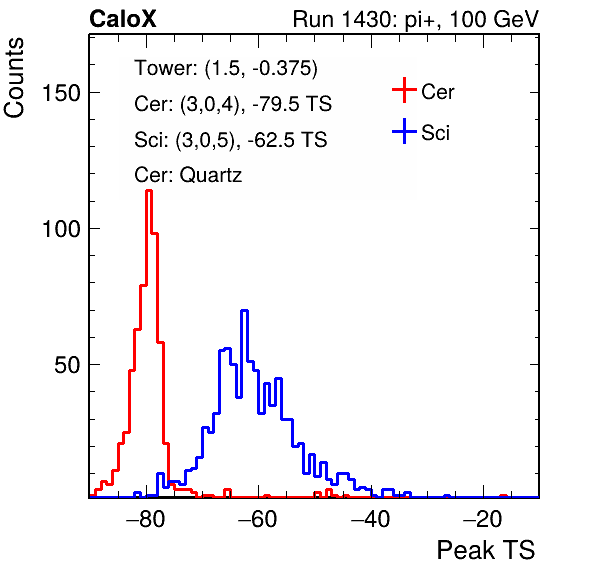 CaloX Run 1430: pi+, 100 GeV
Counts
Tower: (1.5, -0.375)
Cer: (3,0,4), -79.5 TS
Sci: (3,0,5), -62.5 TS
Cer: Quartz
Cer
Sci
150
100
50
−80 −60 −40 −20
Peak TS